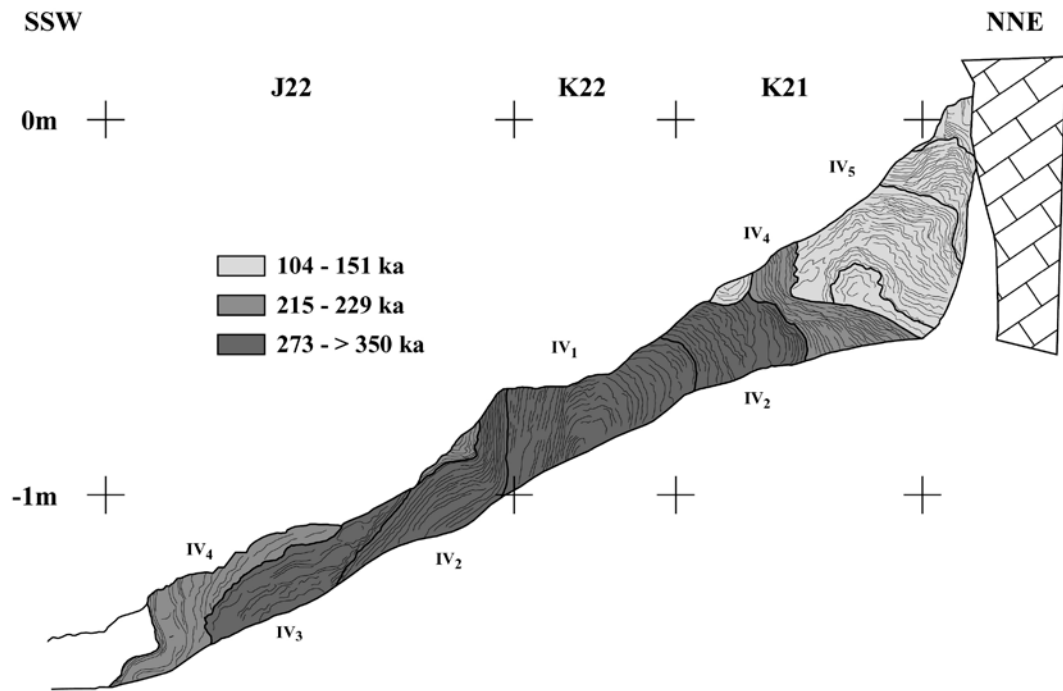 SSW NNE
J22 K22 K21
0m
IV₅
IV₄
104 - 151 ka
215 - 229 ka
273 - > 350 ka
IV₁
IV₂
-1m
IV₄
IV₂
IV₃